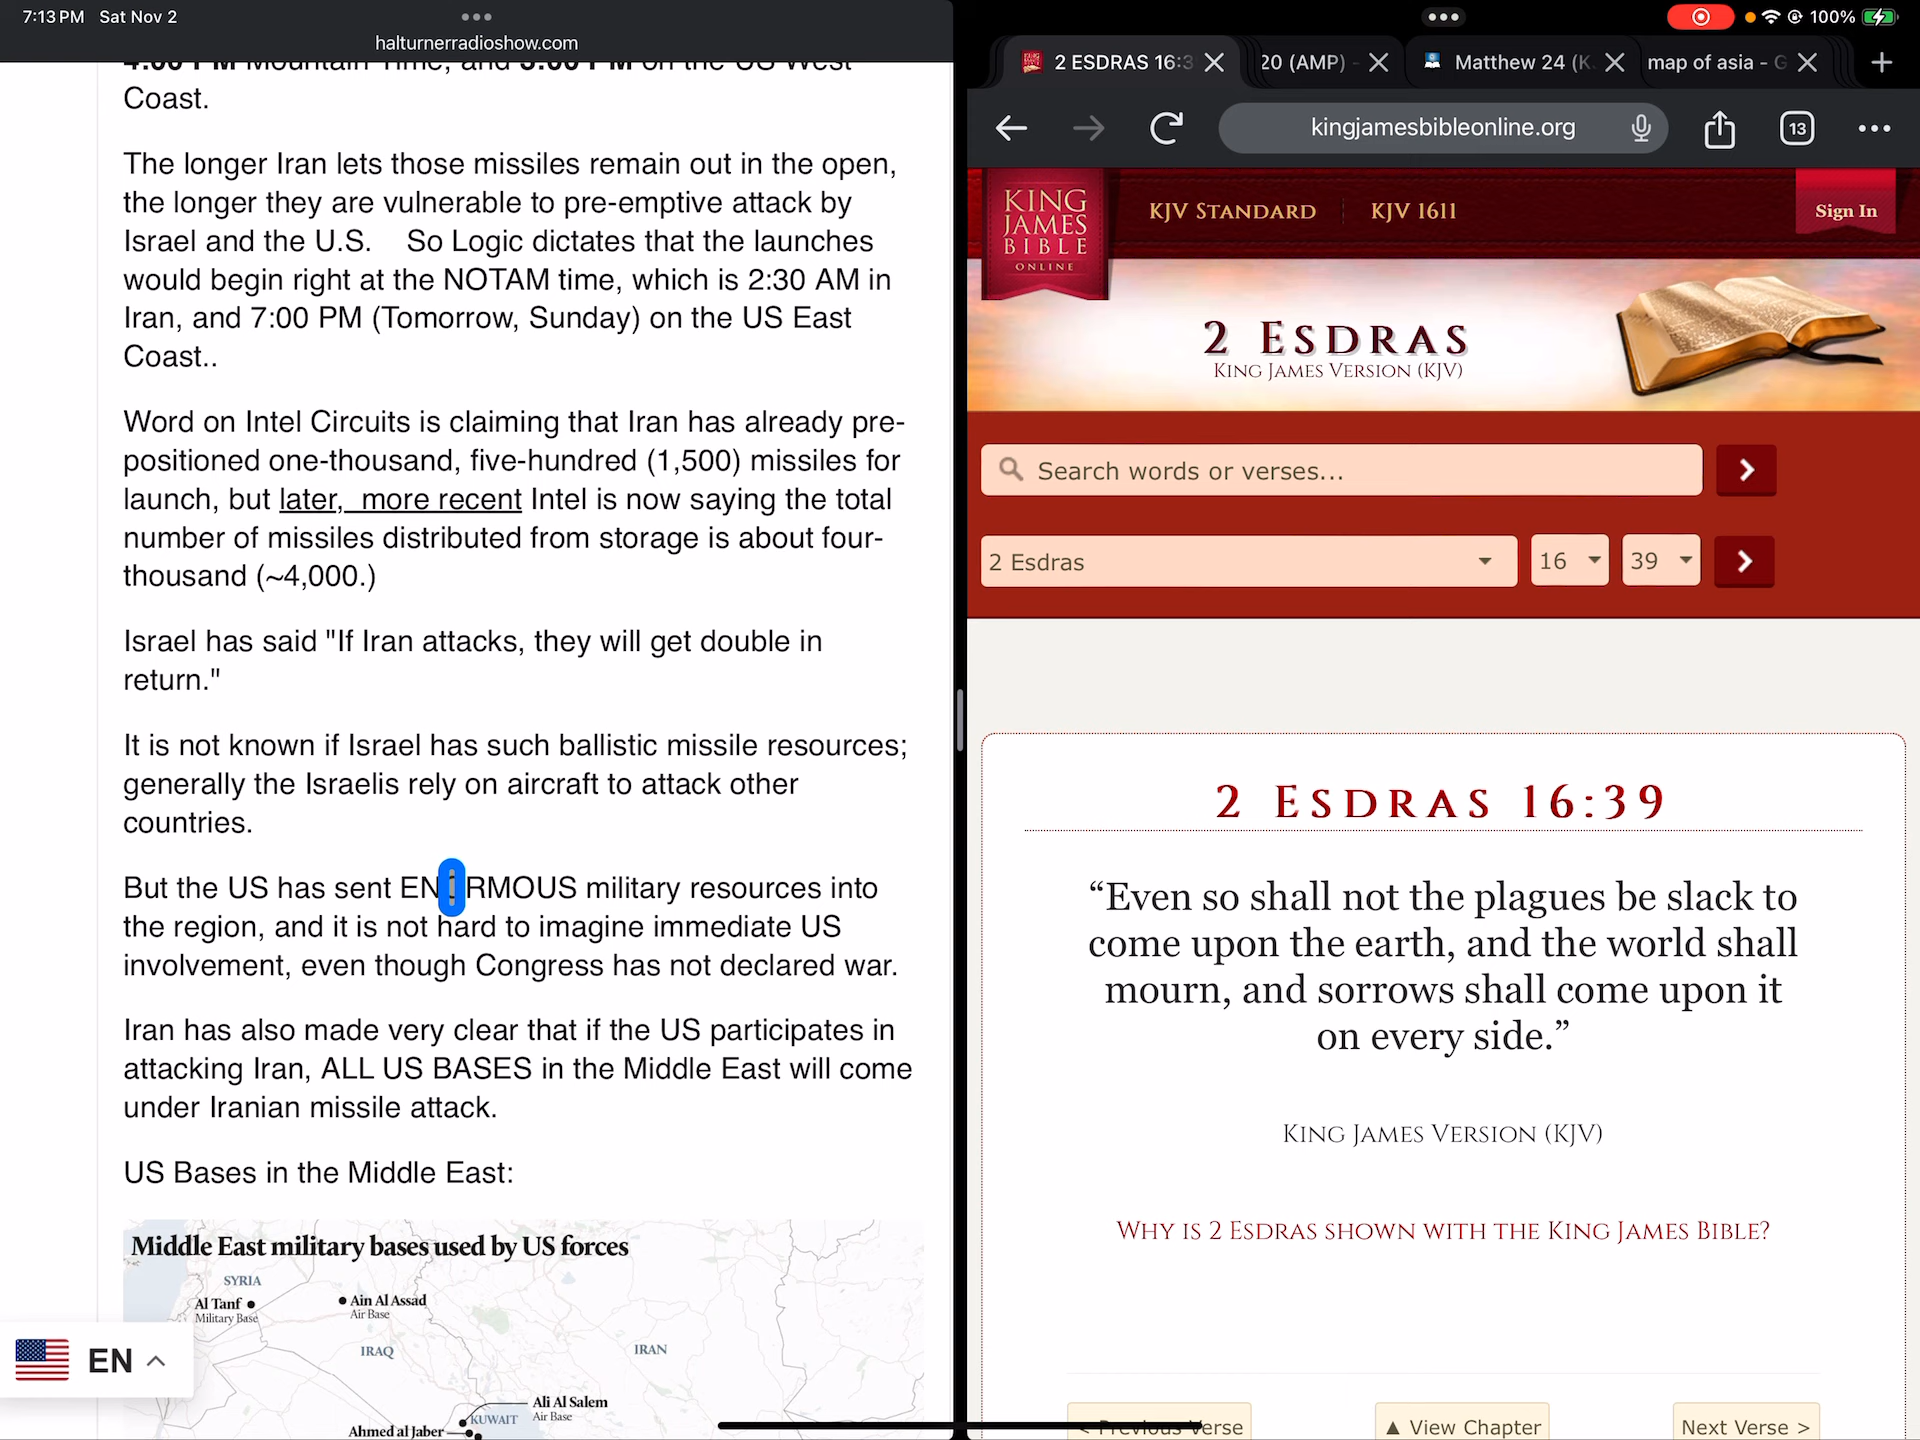 7:13 PM Sat Nov 2
halturnerradioshow.com
4:00 PM Mountain Time, and 3:00 PM on the US West
Coast.
The longer Iran lets those missiles remain out in the open,
the longer they are vulnerable to pre-emptive attack by
Israel and the U.S. So Logic dictates that the launches
would begin right at the NOTAM time, which is 2:30 AM in
Iran, and 7:00 PM (Tomorrow, Sunday) on the US East
Coast..
Word on Intel Circuits is claiming that Iran has already pre-
positioned one-thousand, five-hundred (1,500) missiles for
launch, but later, more recent Intel is now saying the total
number of missiles distributed from storage is about four-
thousand (~4,000.)
Israel has said "If Iran attacks, they will get double in
return."
It is not known if Israel has such ballistic missile resources;
generally the Israelis rely on aircraft to attack other
countries.
But the US has sent ENORMOUS military resources into
the region, and it is not hard to imagine immediate US
involvement, even though Congress has not declared war.
Iran has also made very clear that if the US participates in
attacking Iran, ALL US BASES in the Middle East will come
under Iranian missile attack.
US Bases in the Middle East:
Middle East military bases used by US forces
SYRIA
Al Tanf
Military Base
Ain Al Assad
Air Base
IRAQ
IRAN
Ali Al Salem
Air Base
KUWAIT
Ahmed al Jaber
EN
100%
2 ESDRAS 16:3
20 (AMP) -
Matthew 24 (K
map of asia - G
kingjamesbibleonline.org
13
KING
JAMES
BIBLE
ONLINE
KJV STANDARD
KJV 1611
Sign In
2 ESDRAS
KING JAMES VERSION (KJV)
Search words or verses...
2 Esdras
16
39
2 ESDRAS 16:39
“Even so shall not the plagues be slack to
come upon the earth, and the world shall
mourn, and sorrows shall come upon it
on every side.”
KING JAMES VERSION (KJV)
WHY IS 2 ESDRAS SHOWN WITH THE KING JAMES BIBLE?
< Previous Verse
▲ View Chapter
Next Verse >